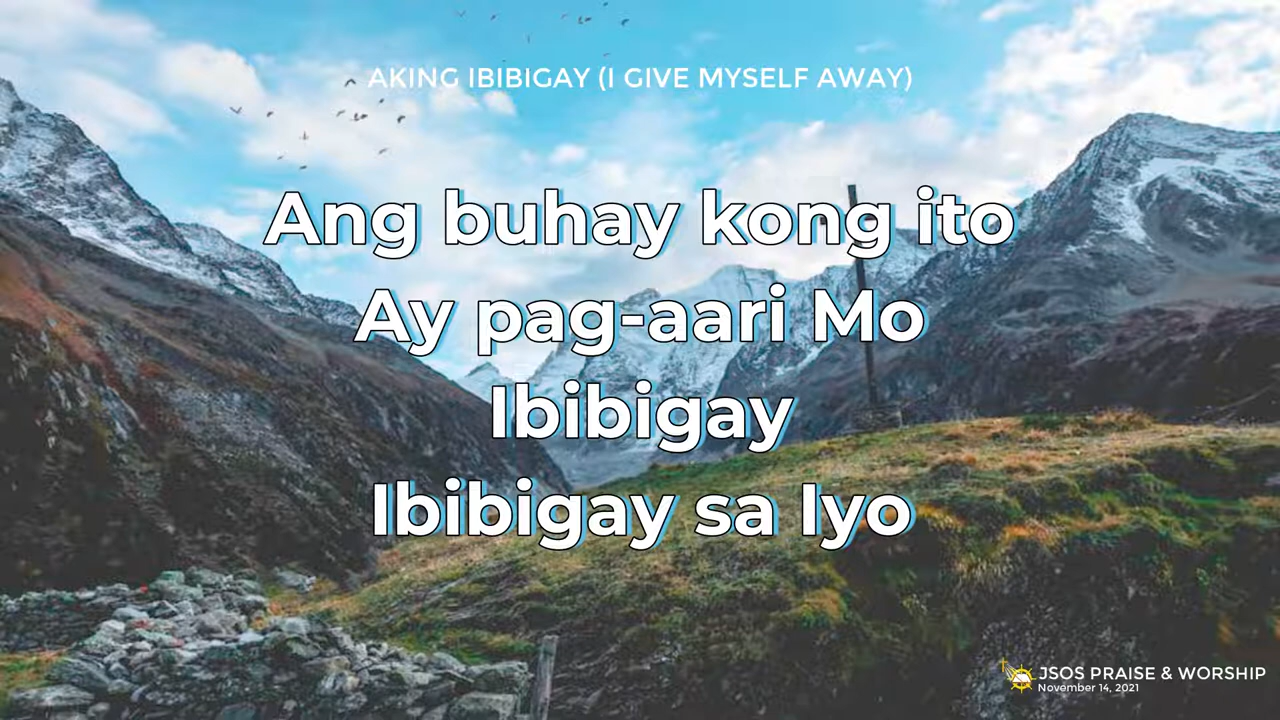 AKING IBIBIGAY (I GIVE MYSELF AWAY)
Ang buhay kong ito
Ay pag-aari Mo
Ibibigay
Ibibigay sa Iyo
JSOS PRAISE & WORSHIP
November 14, 2021